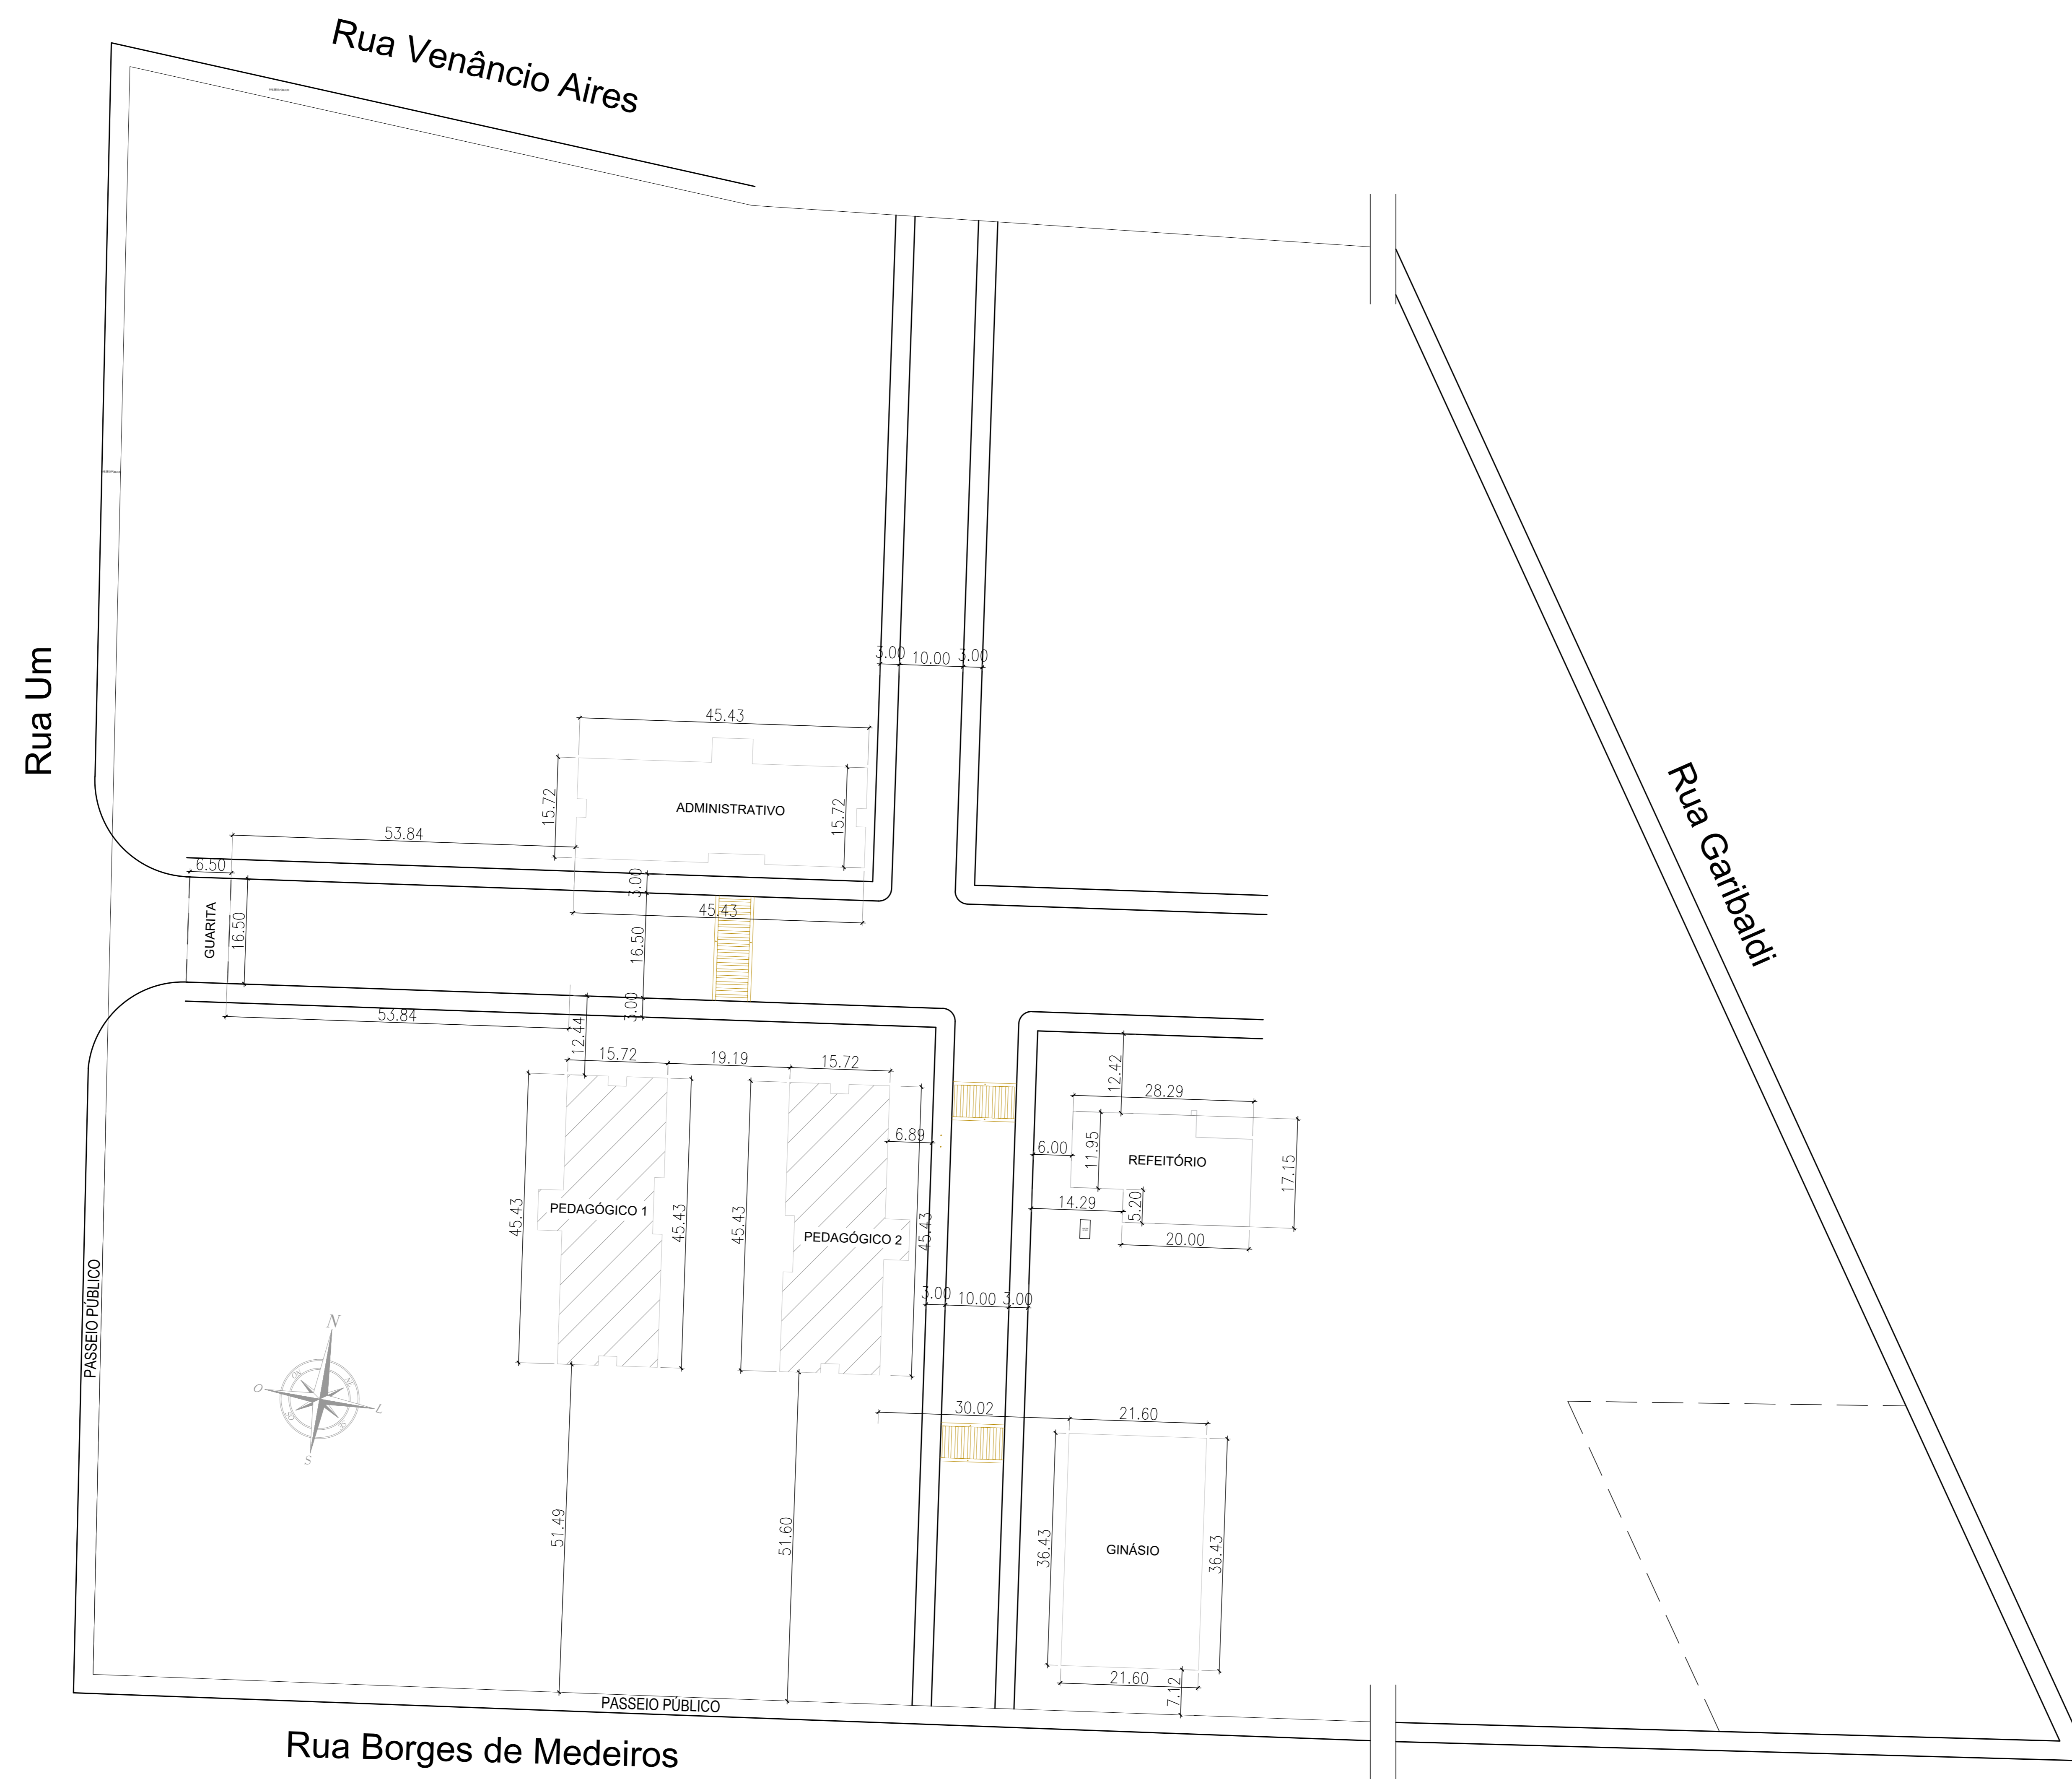 Rua Venâncio Aires
Rua Um
3.00
10.00
3.00
45.43
15.72
ADMINISTRATIVO
15.72
53.84
6.50
3.00
45.43
GUARITA
16.50
16.50
3.00
53.84
12.44
15.72
19.19
15.72
12.42
28.29
6.89
6.00
11.95
REFEITÓRIO
17.15
14.29
5.20
20.00
45.43
PEDAGÓGICO 1
45.43
45.43
PEDAGÓGICO 2
45.43
3.00
10.00
3.00
Rua Garibaldi
PASSEIO PÚBLICO
N
O
L
S
30.02
21.60
51.49
51.60
36.43
GINÁSIO
36.43
21.60
7.12
PASSEIO PÚBLICO
Rua Borges de Medeiros